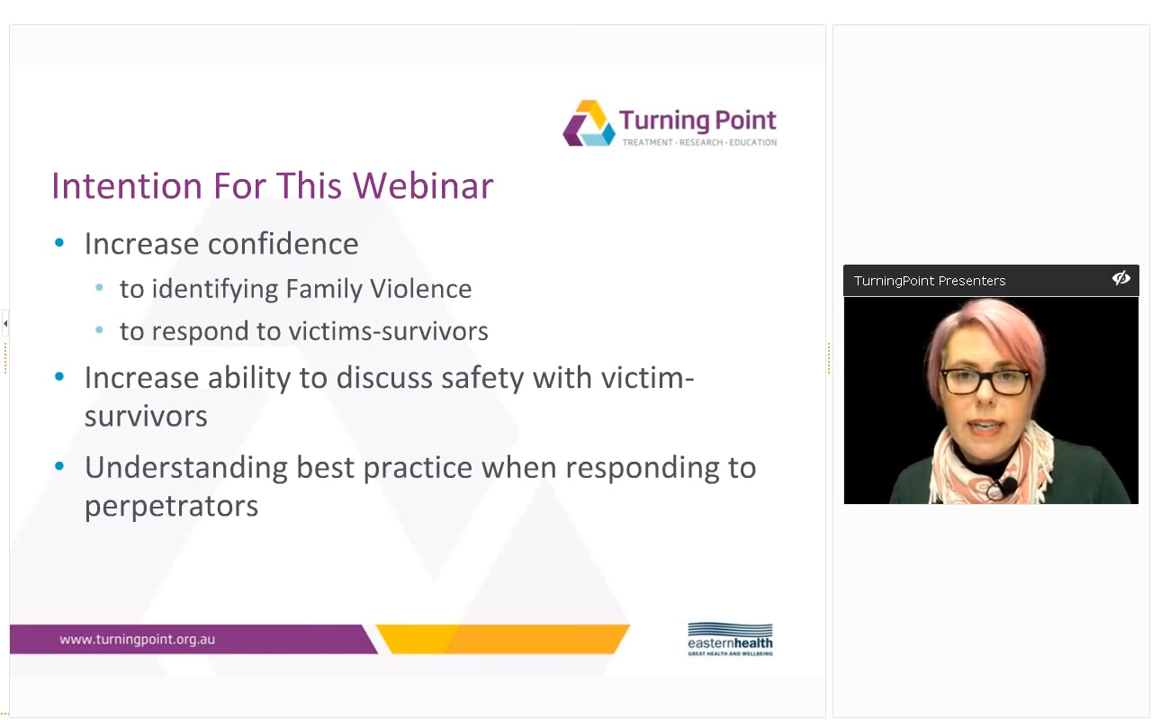 Turning Point
TREATMENT · RESEARCH · EDUCATION
Intention For This Webinar
• Increase confidence
• to identifying Family Violence
• to respond to victims-survivors
• Increase ability to discuss safety with victim-
survivors
• Understanding best practice when responding to
perpetrators
www.turningpoint.org.au
easternhealth
GREAT HEALTH AND WELLBEING
TurningPoint Presenters